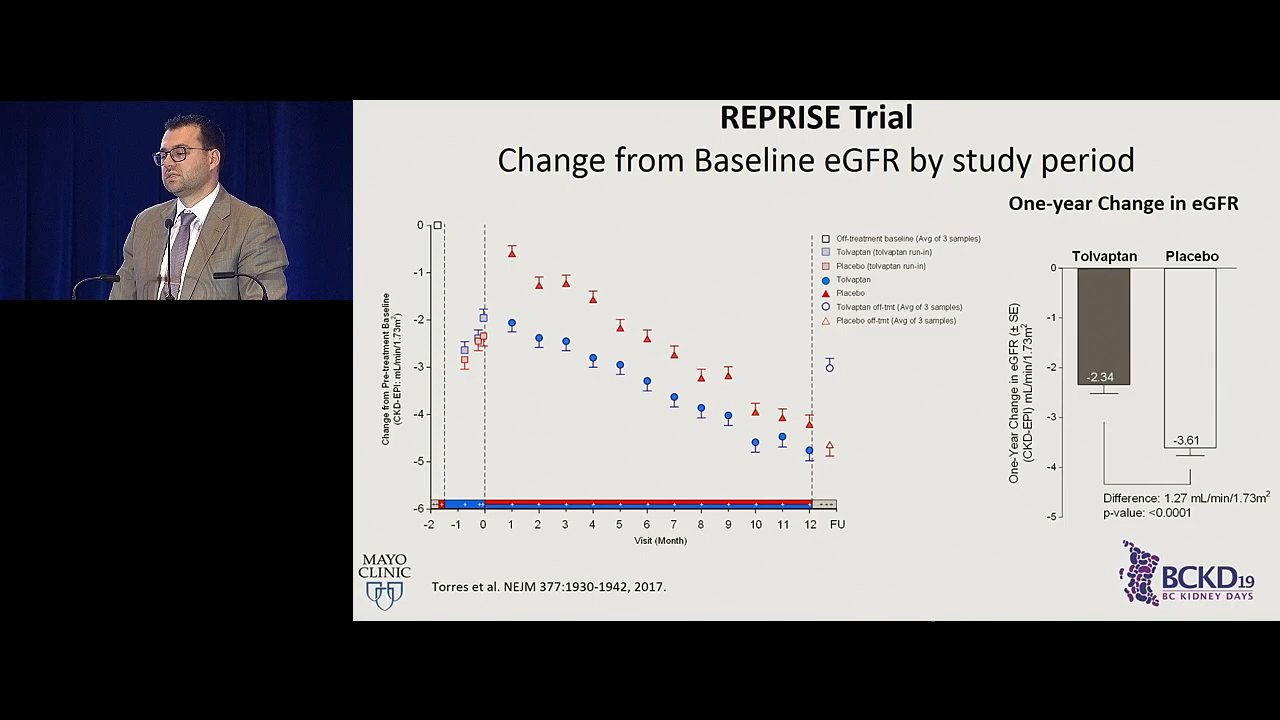 REPRISE Trial
Change from Baseline eGFR by study period
0
-1
-2
-3
-4
-5
-6
Change from Pre-treatment Baseline
(CKD-EPI: mL/min/1.73m²)
-2 -1 0 1 2 3 4 5 6 7 8 9 10 11 12 FU
Visit (Month)
Off-treatment baseline (Avg of 3 samples)
Tolvaptan (tolvaptan run-in)
Placebo (tolvaptan run-in)
Tolvaptan
Placebo
Tolvaptan off-tmt (Avg of 3 samples)
Placebo off-tmt (Avg of 3 samples)
One-year Change in eGFR
Tolvaptan Placebo
0
-1
-2
-3
-4
-5
One-Year Change in eGFR (± SE)
(CKD-EPI) mL/min/1.73m²
-2.34
-3.61
Difference: 1.27 mL/min/1.73m²
p-value: <0.0001
MAYO
CLINIC
Torres et al. NEJM 377:1930-1942, 2017.
BCKD19
BC KIDNEY DAYS